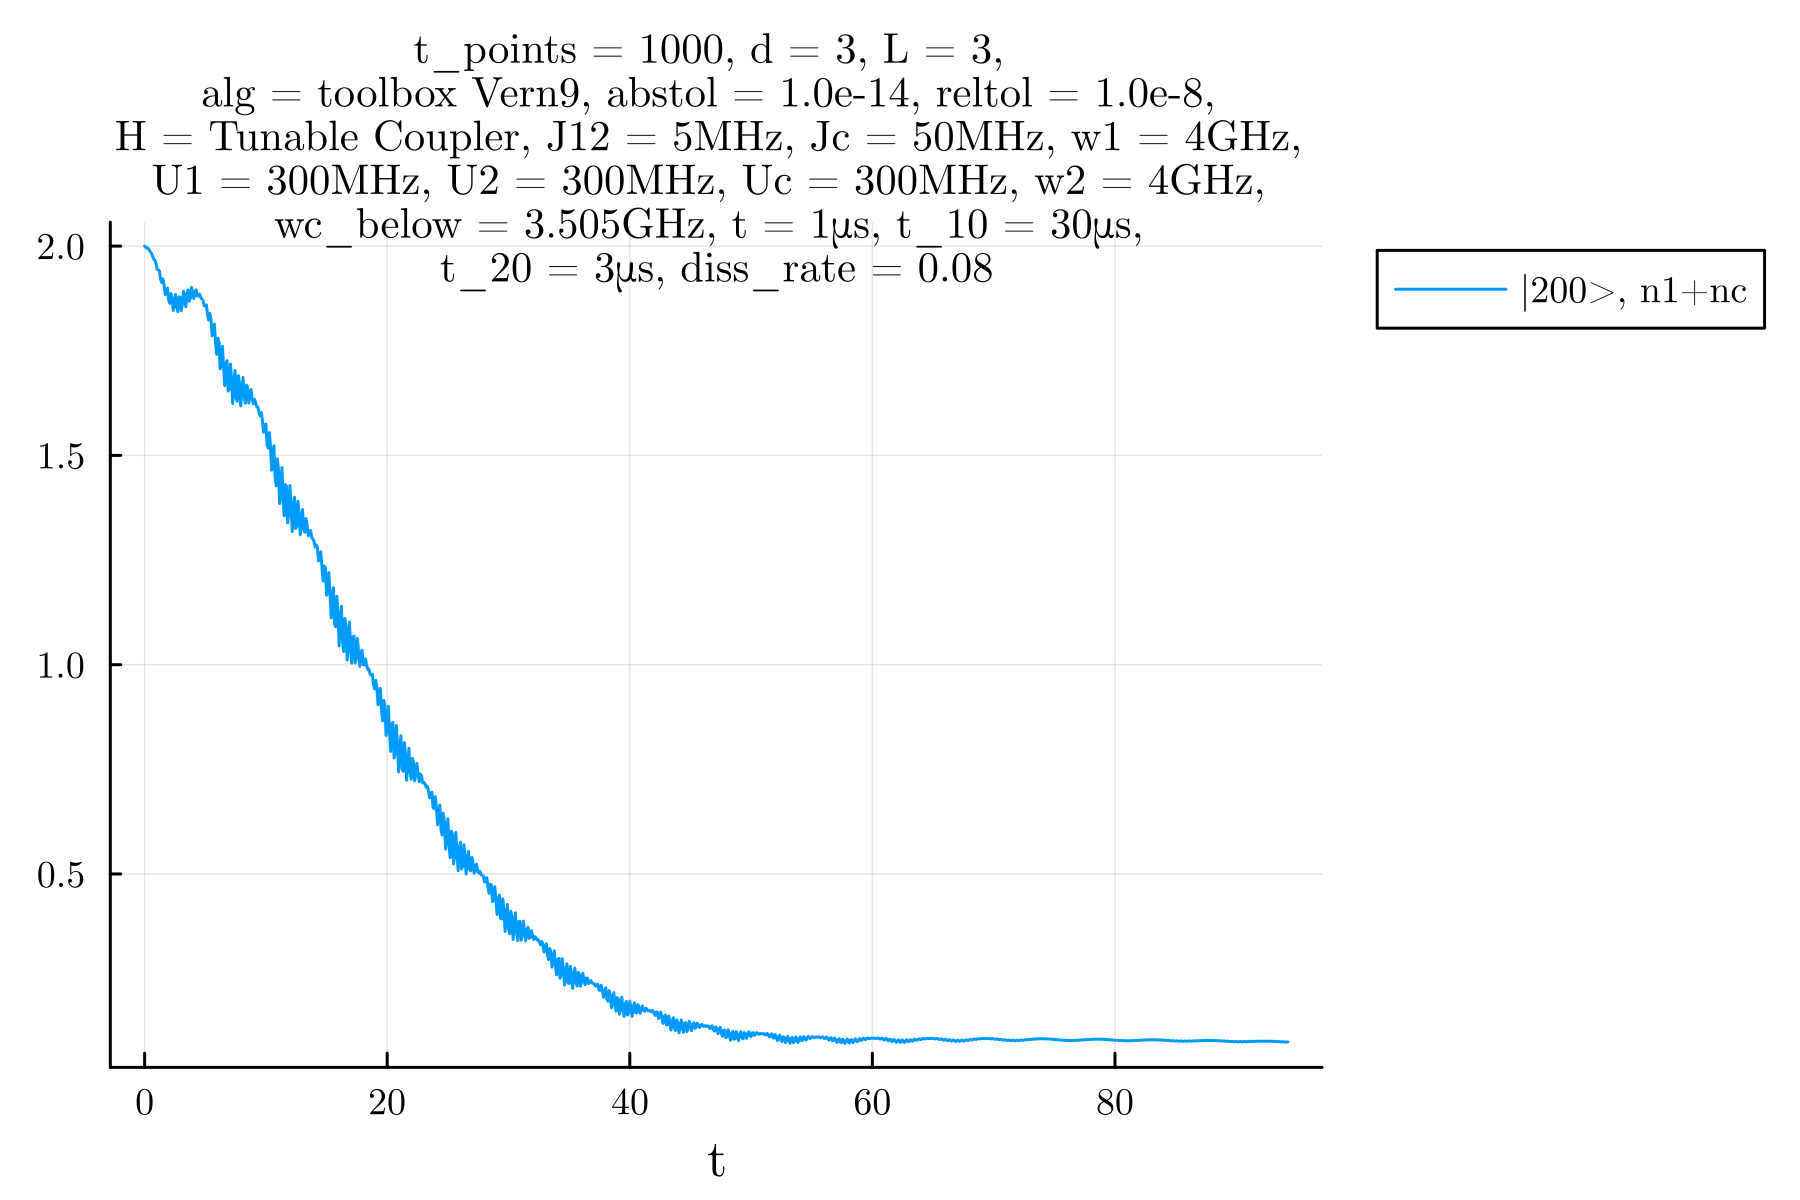 t_points = 1000, d = 3, L = 3,
alg = toolbox Vern9, abstol = 1.0e-14, reltol = 1.0e-8,
H = Tunable Coupler, J12 = 5MHz, Jc = 50MHz, w1 = 4GHz,
U1 = 300MHz, U2 = 300MHz, Uc = 300MHz, w2 = 4GHz,
wc_below = 3.505GHz, t = 1μs, t_10 = 30μs,
t_20 = 3μs, diss_rate = 0.08
|200>, n1+nc
2.0
1.5
1.0
0.5
0 20 40 60 80
t